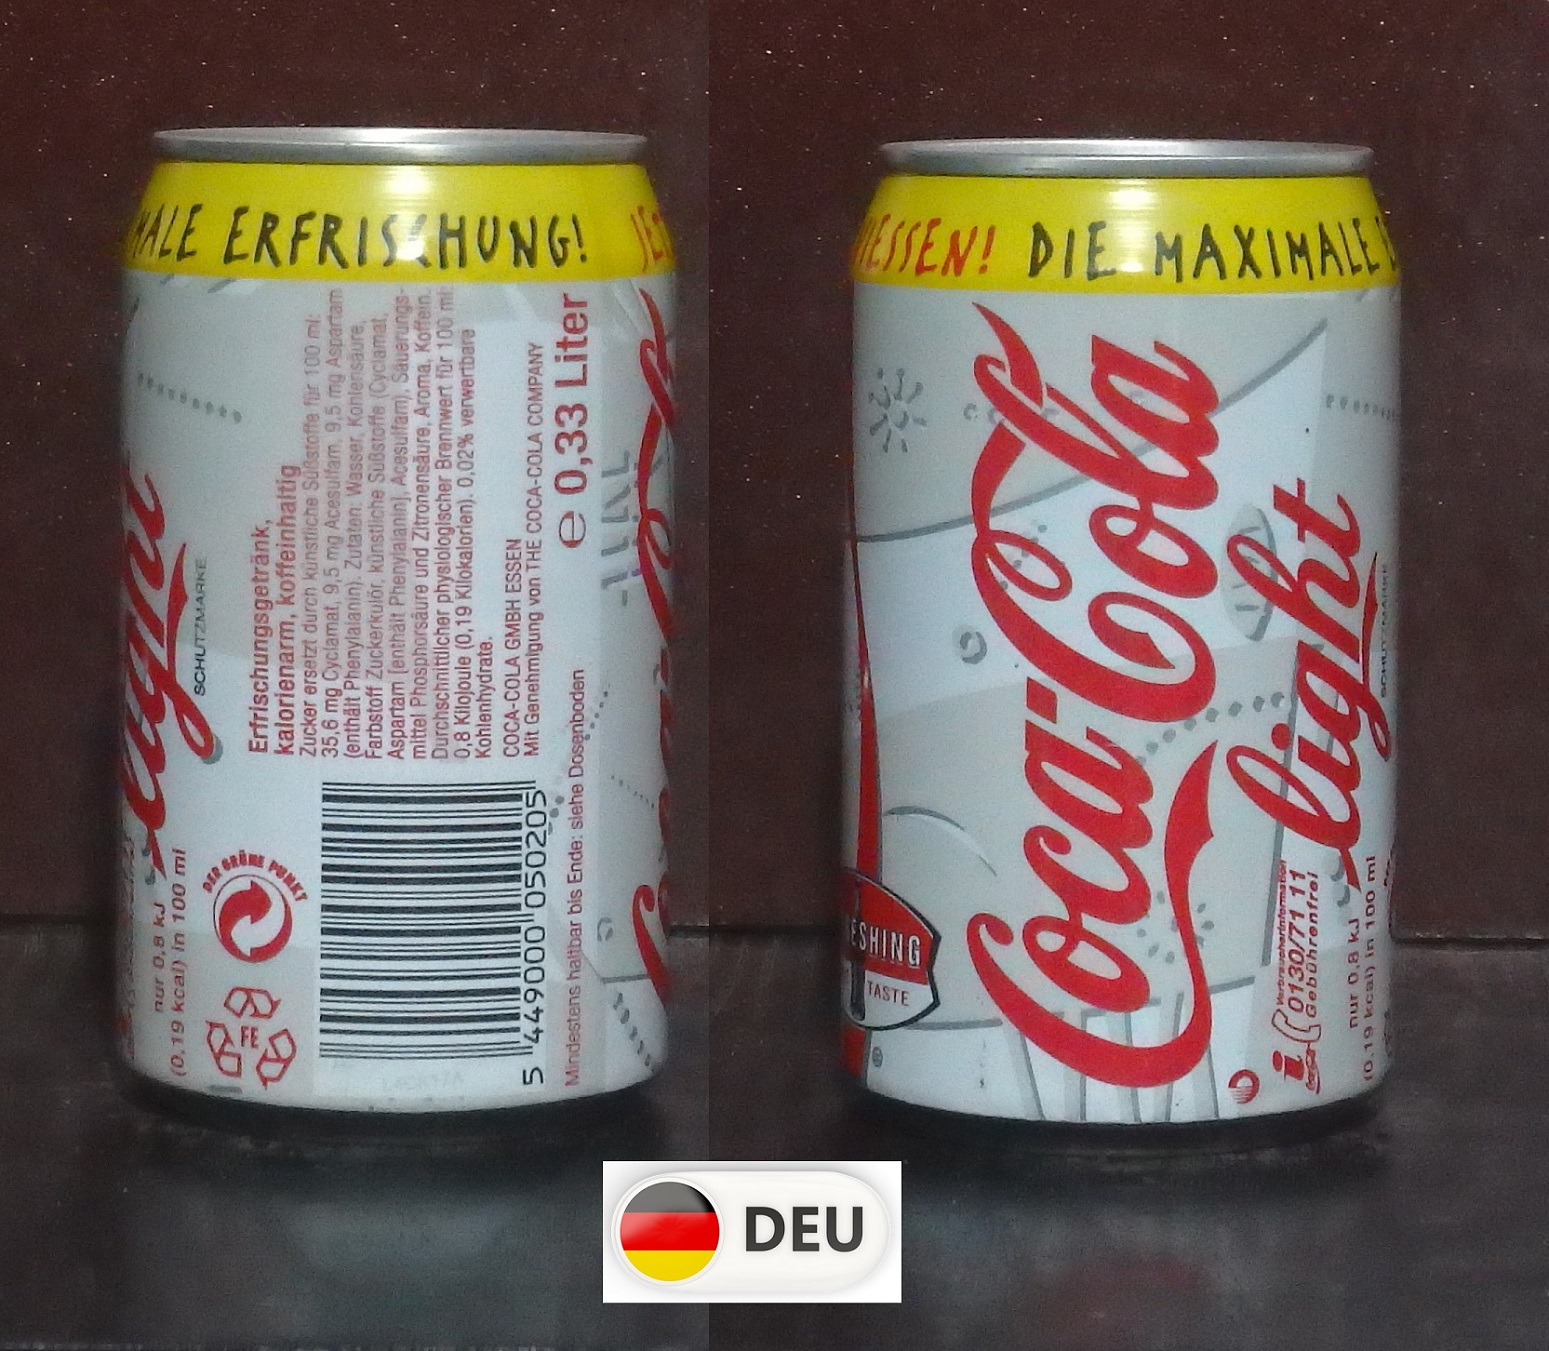 MALE ERFRISCHUNG!
light
SCHUTZMARKE
nur 0,8 kJ
(0,19 kcal) in 100 ml
DER GRÜNE PUNKT
FE
Erfrischungsgetränk,
kalorienarm, koffeinhaltig
Zucker ersetzt durch künstliche Süßstoffe für 100 ml:
35,6 mg Cyclamat, 9,5 mg Acesulfam, 9,5 mg Aspartam
(enthält Phenylalanin). Zutaten: Wasser, Kohlensäure,
Farbstoff Zuckerkulör, künstliche Süßstoffe (Cyclamat,
Aspartam (enthält Phenylalanin), Acesulfam), Säuerungs-
mittel Phosphorsäure und Zitronensäure, Aroma, Koffein.
Durchschnittlicher physiologischer Brennwert für 100 ml:
0,8 Kilojoule (0,19 Kilokalorien). 0,02% verwertbare
Kohlenhydrate.
COCA-COLA GMBH ESSEN
Mit Genehmigung von THE COCA-COLA COMPANY
e 0,33 Liter
5 449000 050205
Mindestens haltbar bis Ende: siehe Dosenboden
DIE MAXIMALE
ESHING
TASTE
Coca-Cola
light
SCHUTZMARKE
Verbraucherinformation
0130/71 11
Gebührenfrei
nur 0,8 kJ
(0,19 kcal) in 100 ml
DEU